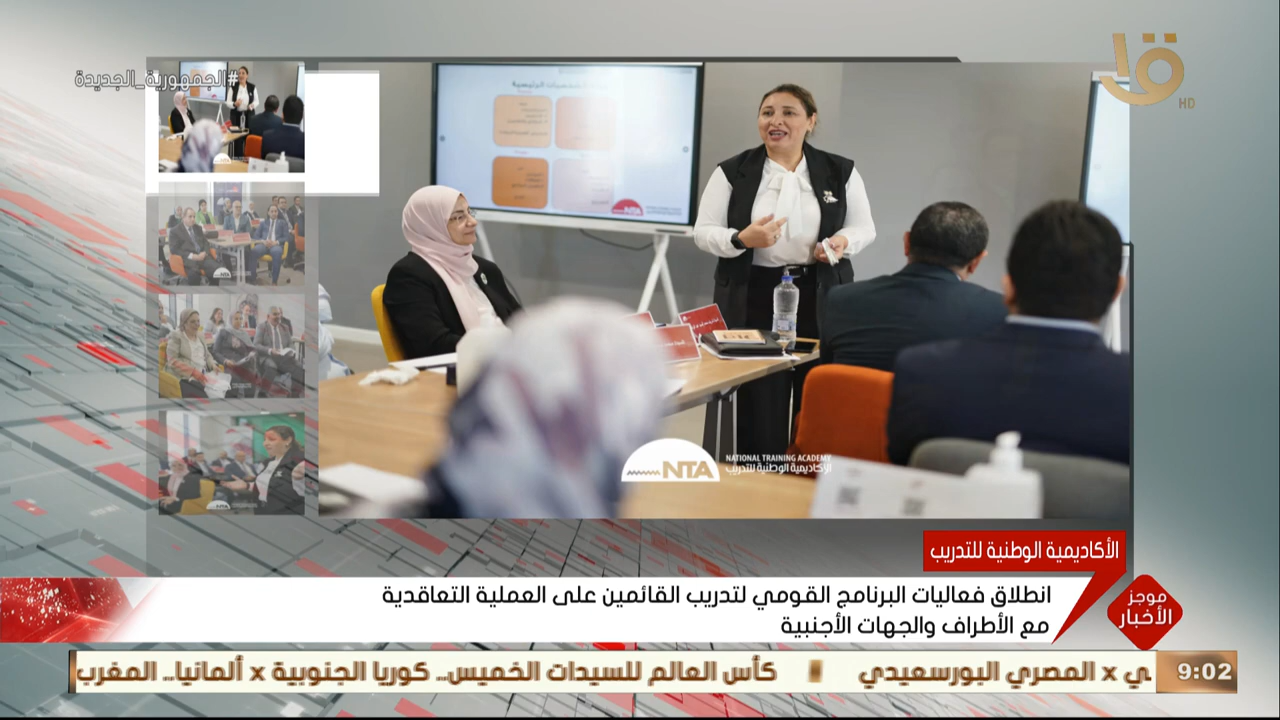 #الجمهورية_الجديدة
HD
NTA
NATIONAL TRAINING ACADEMY
الأكاديمية الوطنية للتدريب
NTA
الأكاديمية الوطنية للتدريب
انطلاق فعاليات البرنامج القومي لتدريب القائمين على العملية التعاقدية
مع الأطراف والجهات الأجنبية
موجز
الأخبار
ي x المصري البورسعيدي
كأس العالم للسيدات الخميس.. كوريا الجنوبية x ألمانيا.. المغرب
9:02